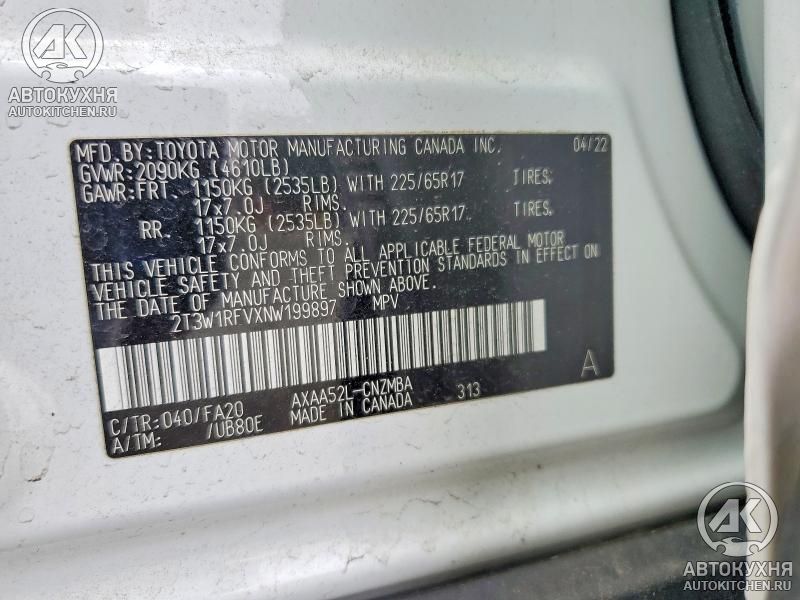 АК
АВТОКУХНЯ
AUTOKITCHEN.RU
MFD.BY:TOYOTA MOTOR MANUFACTURING CANADA INC. 04/22
GVWR:2090KG (4610LB)
GAWR:FRT. 1150KG (2535LB) WITH 225/65R17 TIRES,
17x7.0J RIMS.
RR. 1150KG (2535LB) WITH 225/65R17 TIRES,
17x7.0J RIMS.
THIS VEHICLE CONFORMS TO ALL APPLICABLE FEDERAL MOTOR
VEHICLE SAFETY AND THEFT PREVENTION STANDARDS IN EFFECT ON
THE DATE OF MANUFACTURE SHOWN ABOVE.
2T3W1RFVXNW199897 MPV
A
C/TR:040/FA20 AXAA52L-CNZMBA 313
A/TM: /UB80E MADE IN CANADA
АК
АВТОКУХНЯ
AUTOKITCHEN.RU